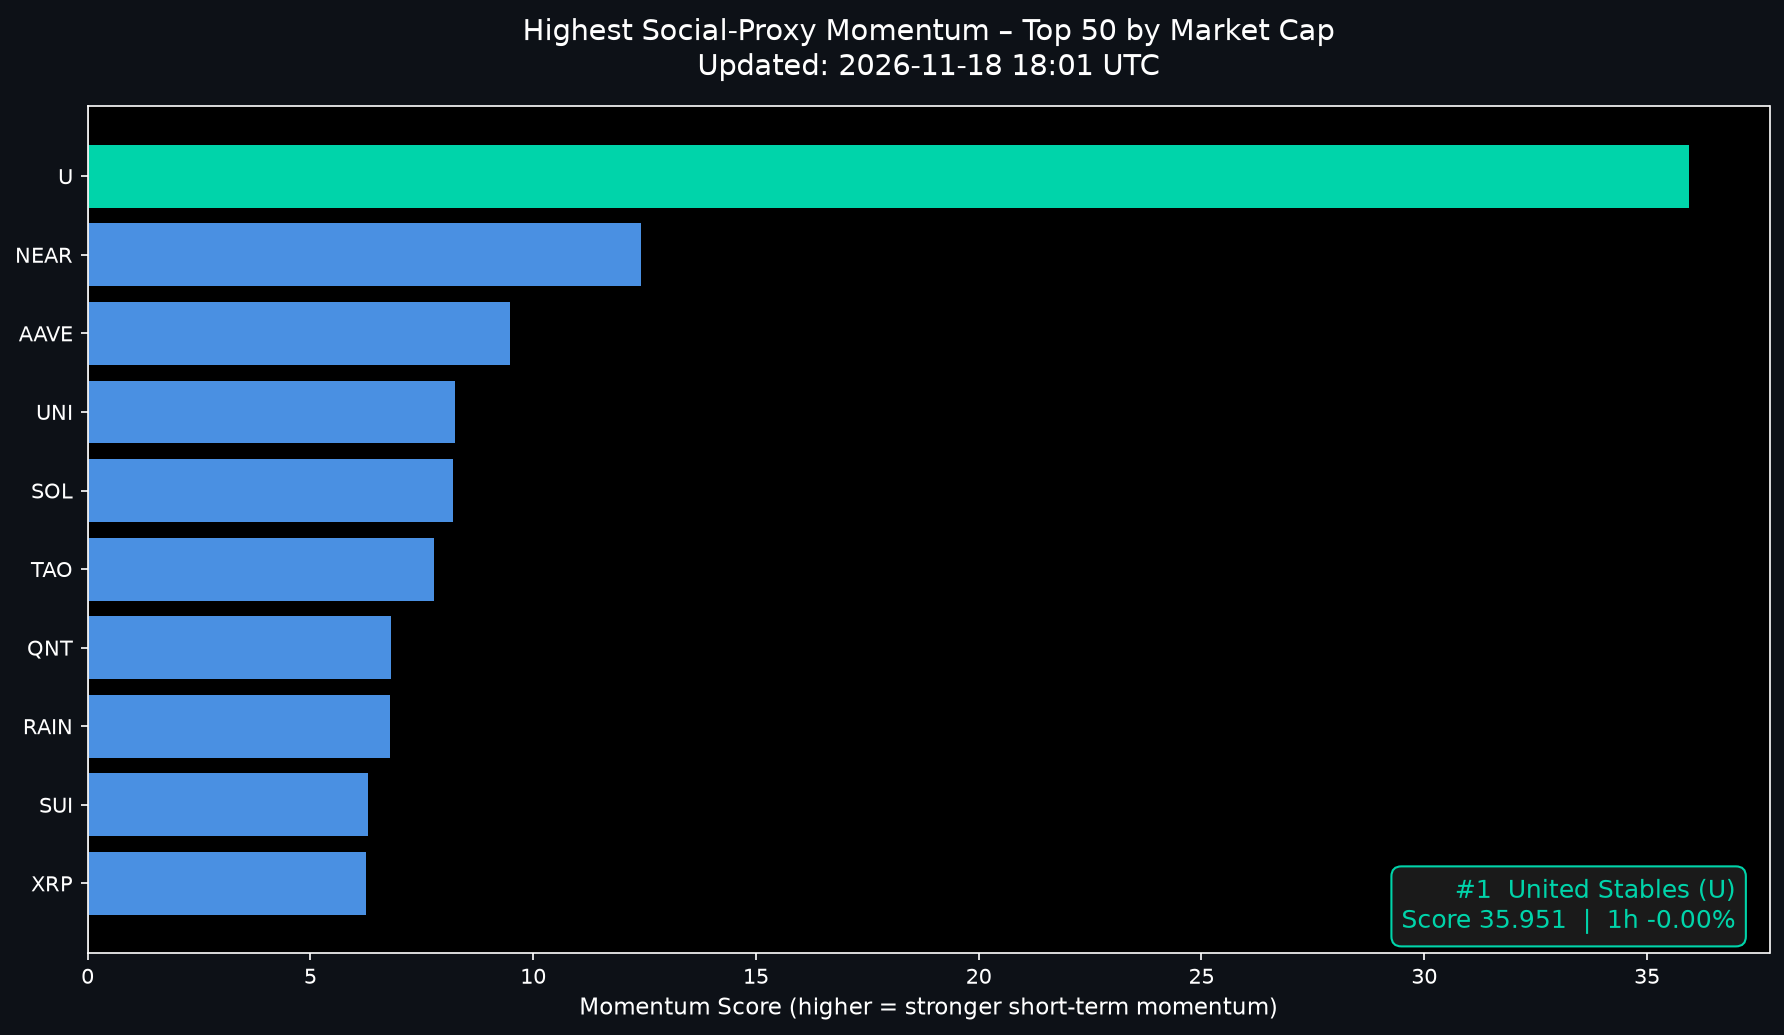 Highest Social-Proxy Momentum – Top 50 by Market Cap
Updated: 2026-11-18 18:01 UTC
U
NEAR
AAVE
UNI
SOL
TAO
QNT
RAIN
SUI
XRP
#1  United Stables (U)
Score 35.951  |  1h -0.00%
0 5 10 15 20 25 30 35
Momentum Score (higher = stronger short-term momentum)